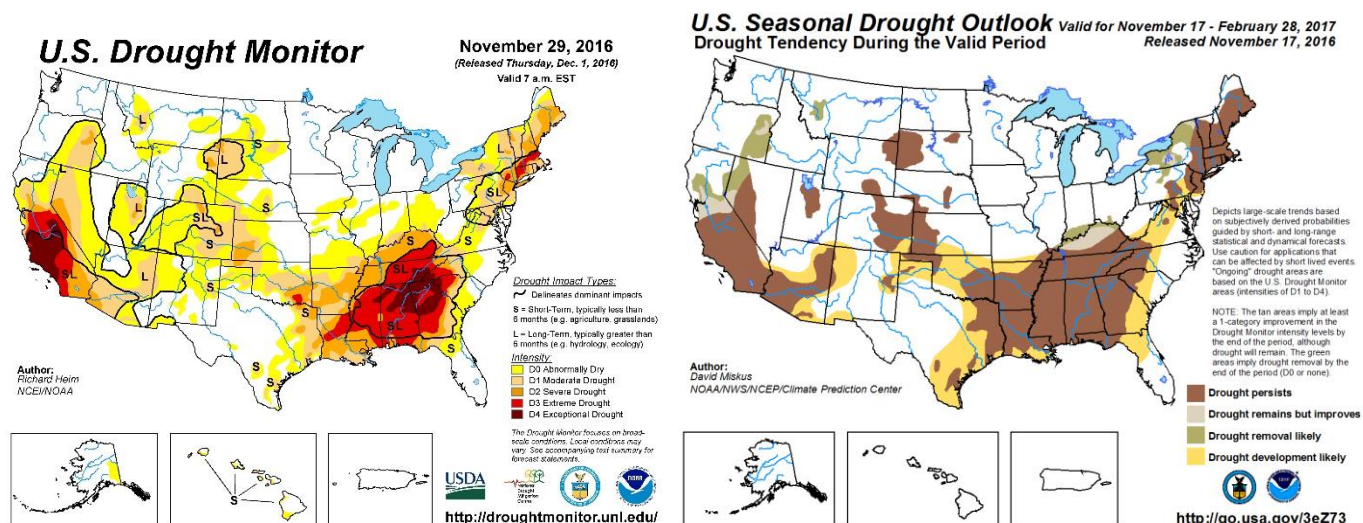 U.S. Drought Monitor
November 29, 2016
(Released Thursday, Dec. 1, 2016)
Valid 7 a.m. EST
L
L
S
L
L
S
SL
S
L
S
S
SL
L
SL
S
S
SL
S
SL
S
S
S
S
Drought Impact Types:
Delineates dominant impacts
S = Short-Term, typically less than
6 months (e.g. agriculture, grasslands)
L = Long-Term, typically greater than
6 months (e.g. hydrology, ecology)
Intensity:
D0 Abnormally Dry
D1 Moderate Drought
D2 Severe Drought
D3 Extreme Drought
D4 Exceptional Drought
Author:
Richard Heim
NCEI/NOAA
The Drought Monitor focuses on broad-
scale conditions. Local conditions may
vary. See accompanying text summary for
forecast statements.
S
USDA
National
Drought
Mitigation
Center
http://droughtmonitor.unl.edu/
U.S. Seasonal Drought Outlook Valid for November 17 - February 28, 2017
Drought Tendency During the Valid Period Released November 17, 2016
Depicts large-scale trends based
on subjectively derived probabilities
guided by short- and long-range
statistical and dynamical forecasts.
Use caution for applications that
can be affected by short lived events.
"Ongoing" drought areas are
based on the U.S. Drought Monitor
areas (intensities of D1 to D4).
NOTE: The tan areas imply at least
a 1-category improvement in the
Drought Monitor intensity levels by
the end of the period, although
drought will remain. The green
areas imply drought removal by the
end of the period (D0 or none).
Author:
David Miskus
NOAA/NWS/NCEP/Climate Prediction Center
Drought persists
Drought remains but improves
Drought removal likely
Drought development likely
http://go.usa.gov/3eZ73